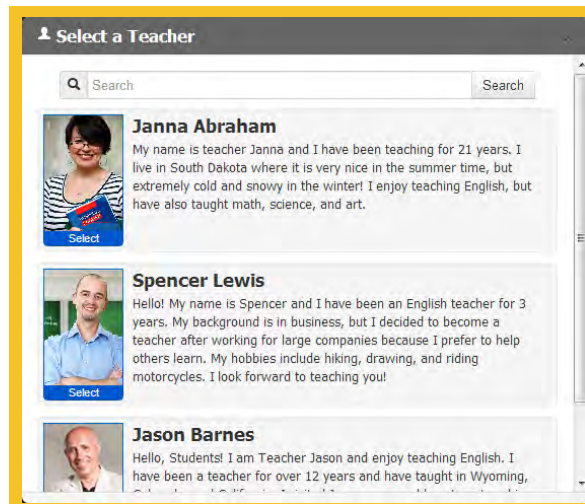 Select a Teacher
Search Search
Janna Abraham
My name is teacher Janna and I have been teaching for 21 years. I
live in South Dakota where it is very nice in the summer time, but
extremely cold and snowy in the winter! I enjoy teaching English, but
have also taught math, science, and art.
Select
Spencer Lewis
Hello! My name is Spencer and I have been an English teacher for 3
years. My background is in business, but I decided to become a
teacher after working for large companies because I prefer to help
others learn. My hobbies include hiking, drawing, and riding
motorcycles. I look forward to teaching you!
Select
Jason Barnes
Hello, Students! I am Teacher Jason and enjoy teaching English. I
have been a teacher for over 12 years and have taught in Wyoming,